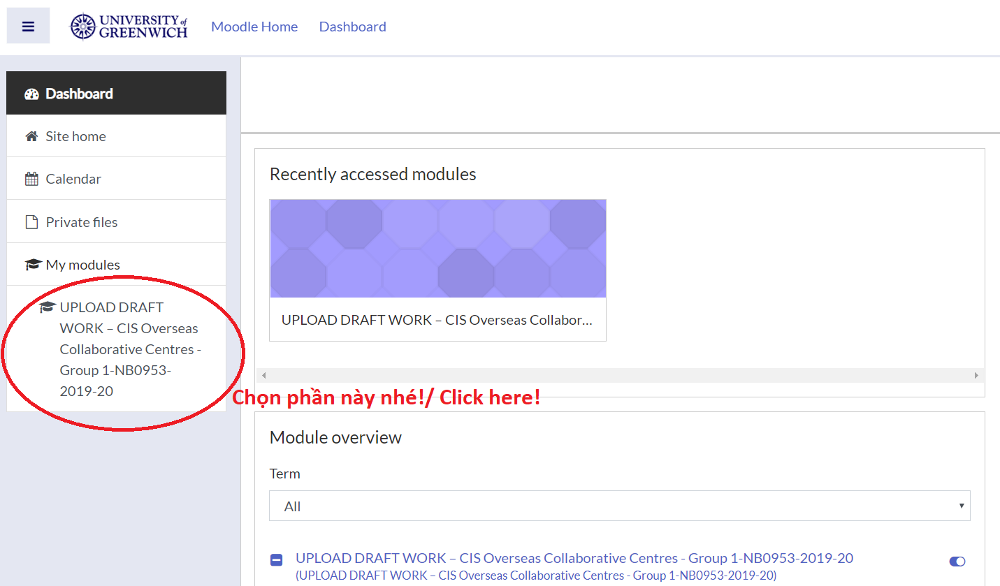 UNIVERSITY of
GREENWICH
Moodle Home
Dashboard
Dashboard
Site home
Calendar
Private files
My modules
UPLOAD DRAFT
WORK – CIS Overseas
Collaborative Centres -
Group 1-NB0953-
2019-20
Recently accessed modules
UPLOAD DRAFT WORK – CIS Overseas Collabor...
Chọn phần này nhé!/ Click here!
Module overview
Term
All
UPLOAD DRAFT WORK – CIS Overseas Collaborative Centres - Group 1-NB0953-2019-20
(UPLOAD DRAFT WORK – CIS Overseas Collaborative Centres - Group 1-NB0953-2019-20)